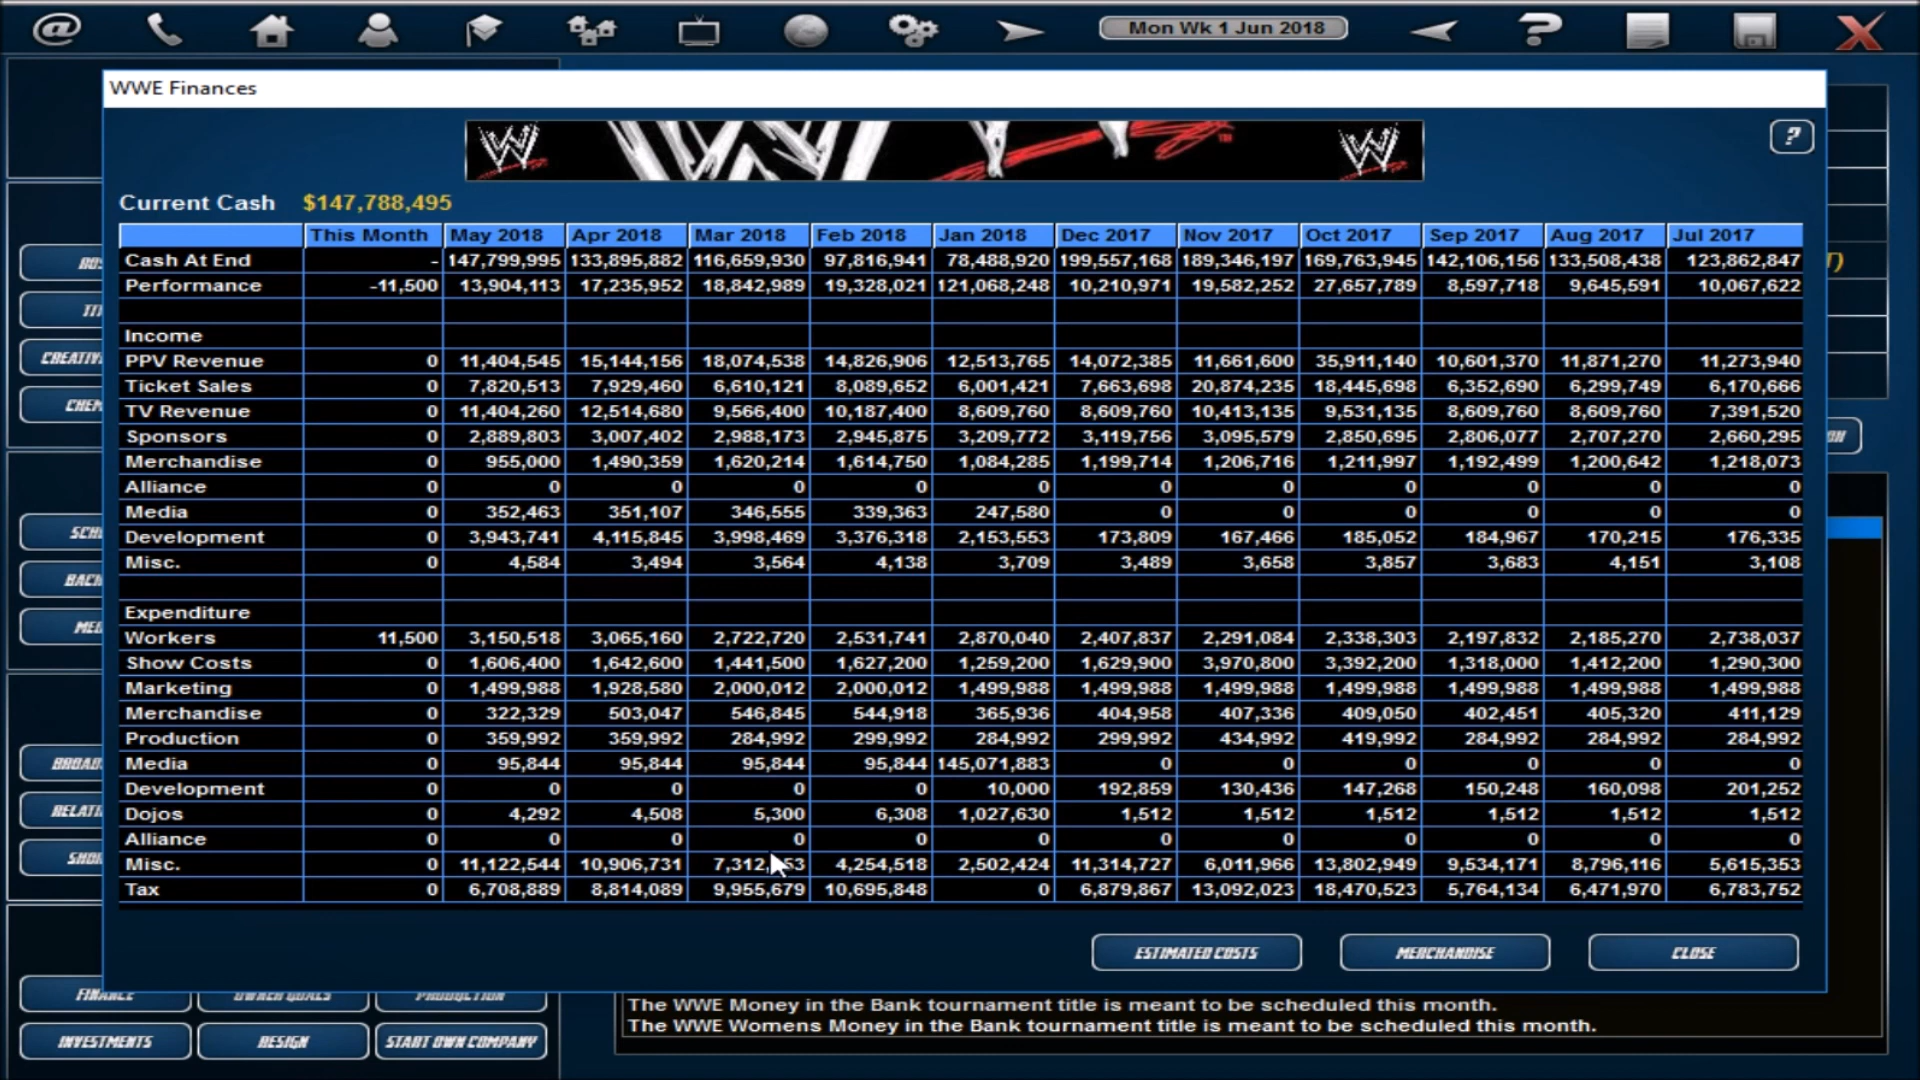 Mon Wk 1 Jun 2018
WWE Finances
Current Cash $147,788,495
This Month May 2018 Apr 2018 Mar 2018 Feb 2018 Jan 2018 Dec 2017 Nov 2017 Oct 2017 Sep 2017 Aug 2017 Jul 2017
Cash At End - 147,799,995 133,895,882 116,659,930 97,816,941 78,488,920 199,557,168 189,346,197 169,763,945 142,106,156 133,508,438 123,862,847
Performance -11,500 13,904,113 17,235,952 18,842,989 19,328,021 121,068,248 10,210,971 19,582,252 27,657,789 8,597,718 9,645,591 10,067,622
Income
PPV Revenue 0 11,404,545 15,144,156 18,074,538 14,826,906 12,513,765 14,072,385 11,661,600 35,911,140 10,601,370 11,871,270 11,273,940
Ticket Sales 0 7,820,513 7,929,460 6,610,121 8,089,652 6,001,421 7,663,698 20,874,235 18,445,698 6,352,690 6,299,749 6,170,666
TV Revenue 0 11,404,260 12,514,680 9,566,400 10,187,400 8,609,760 8,609,760 10,413,135 9,531,135 8,609,760 8,609,760 7,391,520
Sponsors 0 2,889,803 3,007,402 2,988,173 2,945,875 3,209,772 3,119,756 3,095,579 2,850,695 2,806,077 2,707,270 2,660,295
Merchandise 0 955,000 1,490,359 1,620,214 1,614,750 1,084,285 1,199,714 1,206,716 1,211,997 1,192,499 1,200,642 1,218,073
Alliance 0 0 0 0 0 0 0 0 0 0 0 0
Media 0 352,463 351,107 346,555 339,363 247,580 0 0 0 0 0 0
Development 0 3,943,741 4,115,845 3,998,469 3,376,318 2,153,553 173,809 167,466 185,052 184,967 170,215 176,335
Misc. 0 4,584 3,494 3,564 4,138 3,709 3,489 3,658 3,857 3,683 4,151 3,108
Expenditure
Workers 11,500 3,150,518 3,065,160 2,722,720 2,531,741 2,870,040 2,407,837 2,291,084 2,338,303 2,197,832 2,185,270 2,738,037
Show Costs 0 1,606,400 1,642,600 1,441,500 1,627,200 1,259,200 1,629,900 3,970,800 3,392,200 1,318,000 1,412,200 1,290,300
Marketing 0 1,499,988 1,928,580 2,000,012 2,000,012 1,499,988 1,499,988 1,499,988 1,499,988 1,499,988 1,499,988 1,499,988
Merchandise 0 322,329 503,047 546,845 544,918 365,936 404,958 407,336 409,050 402,451 405,320 411,129
Production 0 359,992 359,992 284,992 299,992 284,992 299,992 434,992 419,992 284,992 284,992 284,992
Media 0 95,844 95,844 95,844 95,844 145,071,883 0 0 0 0 0 0
Development 0 0 0 0 0 10,000 192,859 130,436 147,268 150,248 160,098 201,252
Dojos 0 4,292 4,508 5,300 6,308 1,027,630 1,512 1,512 1,512 1,512 1,512 1,512
Alliance 0 0 0 0 0 0 0 0 0 0 0 0
Misc. 0 11,122,544 10,906,731 4,254,518 2,502,424 11,314,727 6,011,966 13,802,949 9,534,171 8,796,116 5,615,353
Tax 0 6,708,889 8,814,089 9,955,679 10,695,848 0 6,879,867 13,092,023 18,470,523 5,764,134 6,471,970 6,783,752
ESTIMATED COSTS MERCHANDISE CLOSE
FINANCE OWNER GOALS PRODUCTION
INVESTMENTS RESIGN START OWN COMPANY
The WWE Money in the Bank tournament title is meant to be scheduled this month.
The WWE Womens Money in the Bank tournament title is meant to be scheduled this month.